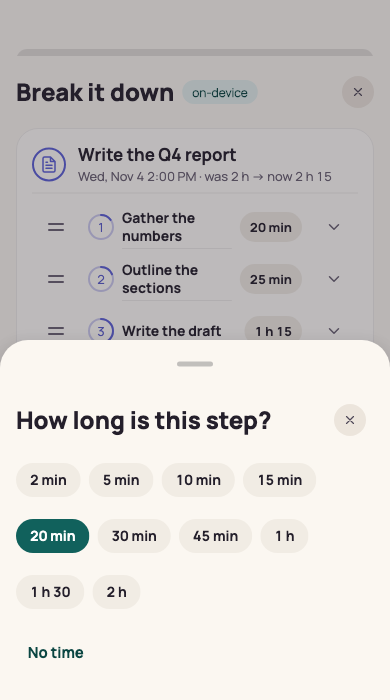 Break it down on-device
Write the Q4 report
Wed, Nov 4 2:00 PM · was 2 h → now 2 h 15
1 Gather the numbers 20 min
2 Outline the sections 25 min
3 Write the draft 1 h 15
How long is this step?
2 min 5 min 10 min 15 min
20 min 30 min 45 min 1 h
1 h 30 2 h
No time